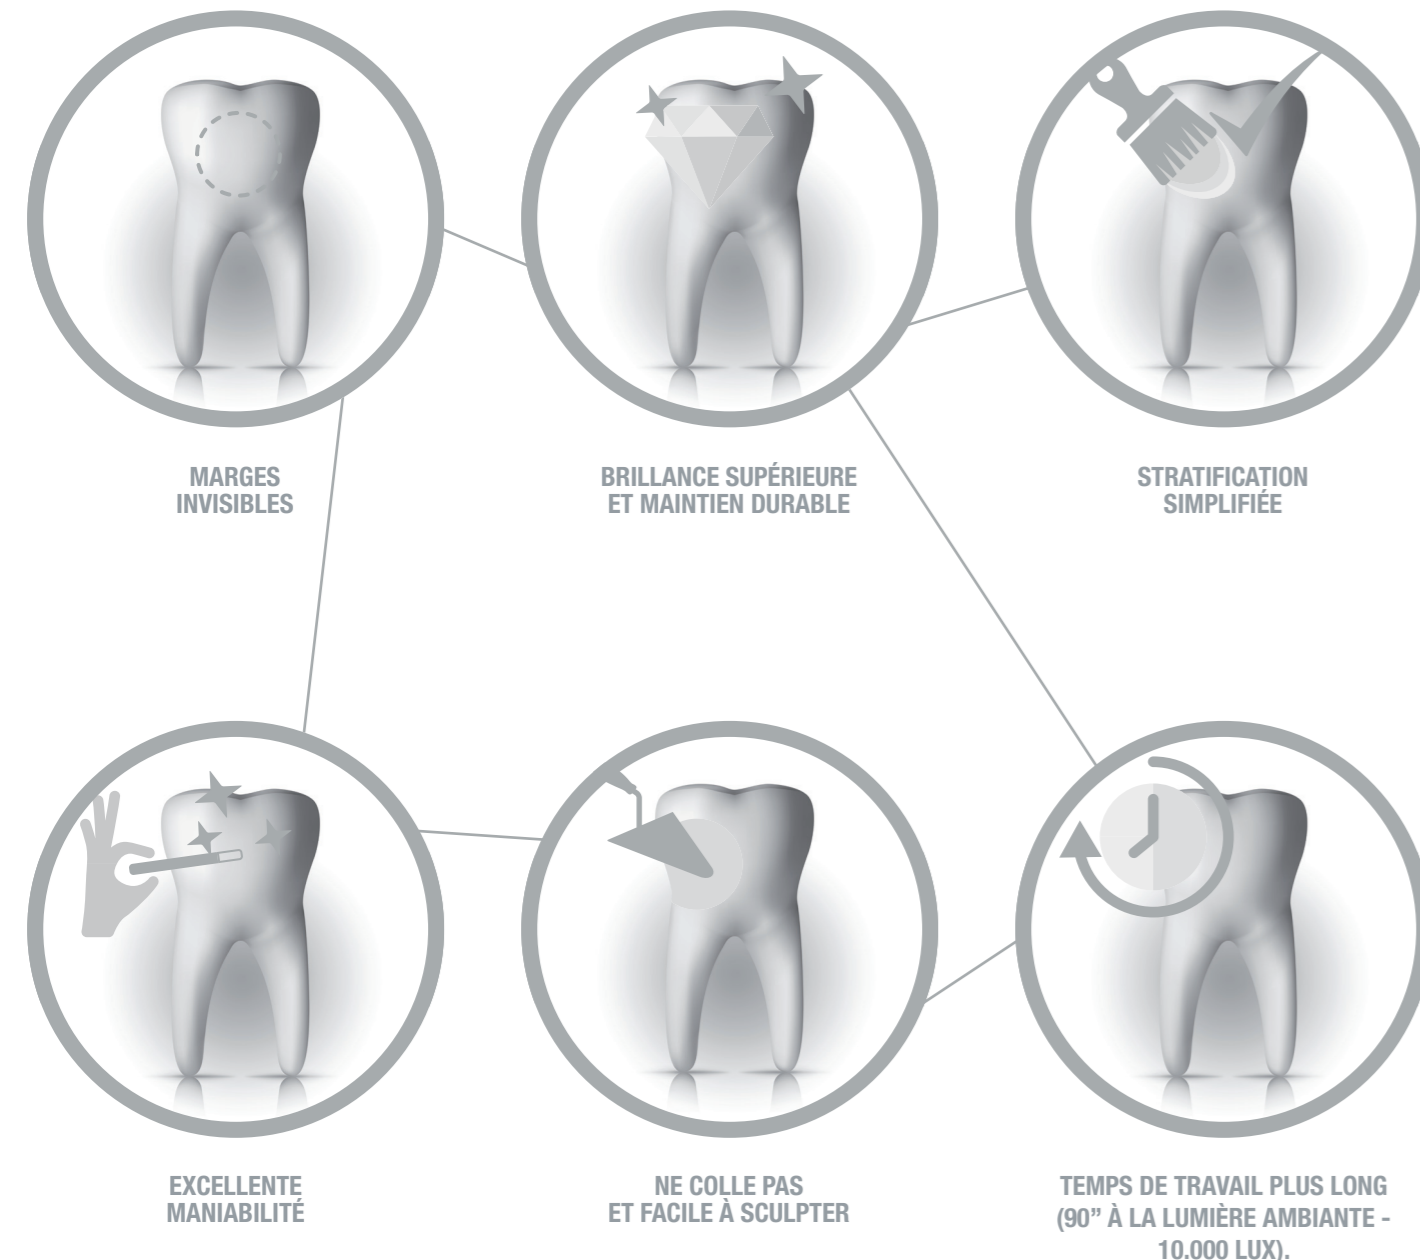 MARGES
INVISIBLES
BRILLANCE SUPÉRIEURE
ET MAINTIEN DURABLE
STRATIFICATION
SIMPLIFIÉE
EXCELLENTE
MANIABILITÉ
NE COLLE PAS
ET FACILE À SCULPTER
TEMPS DE TRAVAIL PLUS LONG
(90” À LA LUMIÈRE AMBIANTE -
10.000 LUX).